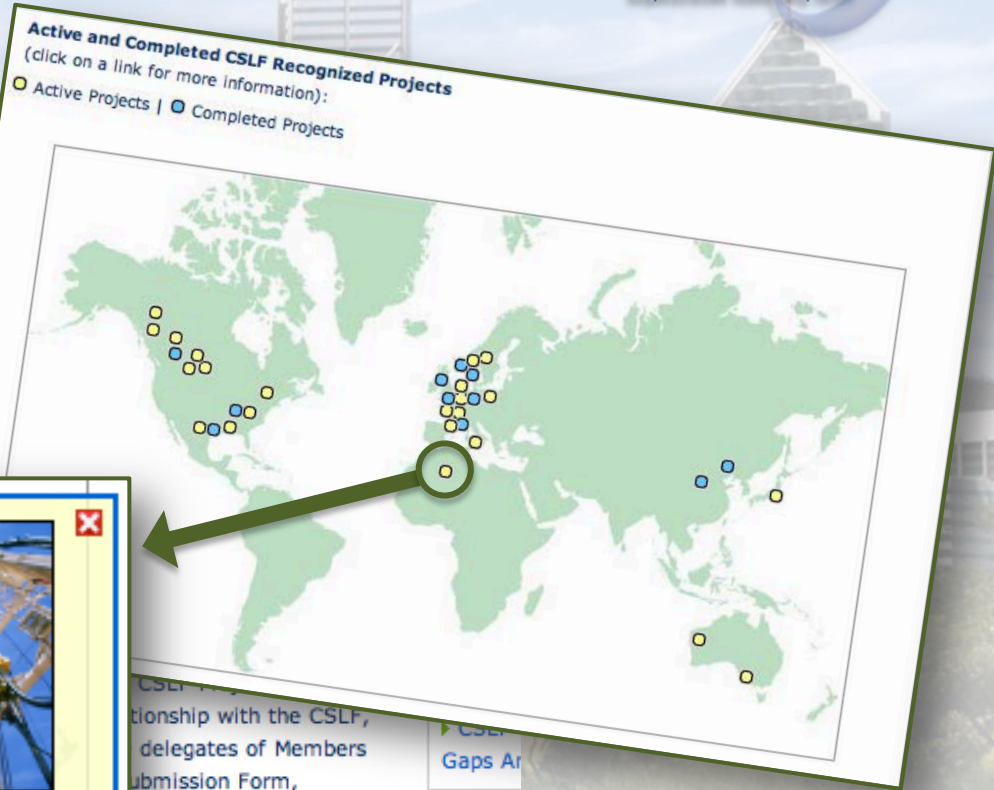 Active and Completed CSLF Recognized Projects
(click on a link for more information):
Active Projects | Completed Projects
tionship with the CSLF,
delegates of Members
ubmission Form,
CSLF
Gaps